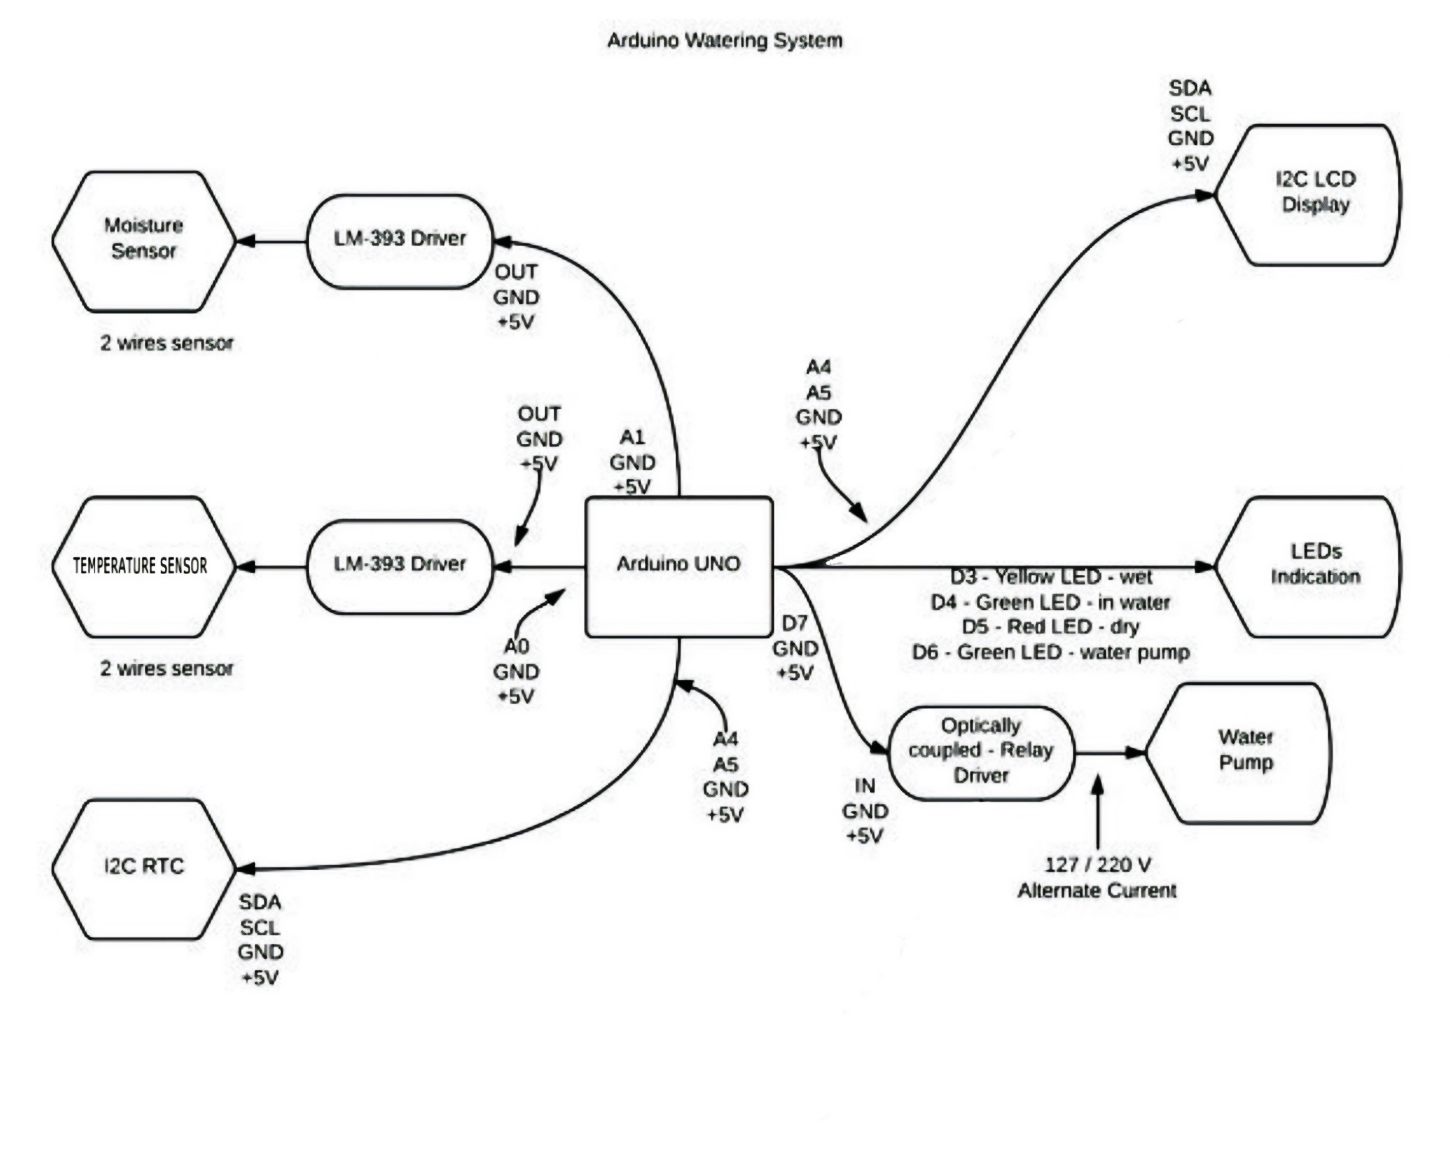 Arduino Watering System
SDA
SCL
GND
+5V
I2C LCD
Display
Moisture
Sensor
2 wires sensor
LM-393 Driver
OUT
GND
+5V
A4
A5
GND
+5V
OUT
GND
+5V
A1
GND
+5V
TEMPERATURE SENSOR
2 wires sensor
LM-393 Driver
Arduino UNO
A0
GND
+5V
LEDs
Indication
D3 - Yellow LED - wet
D4 - Green LED - in water
D5 - Red LED - dry
D6 - Green LED - water pump
D7
GND
+5V
A4
A5
GND
+5V
Optically
coupled - Relay
Driver
IN
GND
+5V
Water
Pump
127 / 220 V
Alternate Current
I2C RTC
SDA
SCL
GND
+5V